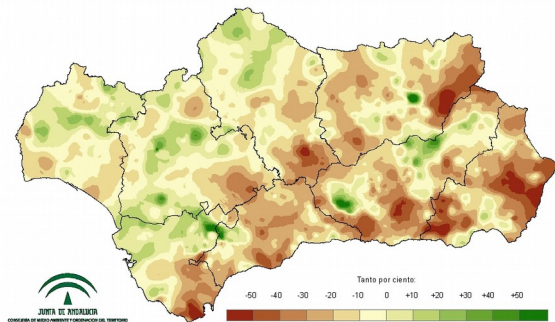 Tanto por ciento:
-50 -40 -30 -20 -10 0 +10 +20 +30 +40 +50
JUNTA DE ANDALUCIA
CONSEJERÍA DE MEDIO AMBIENTE Y ORDENACIÓN DEL TERRITORIO